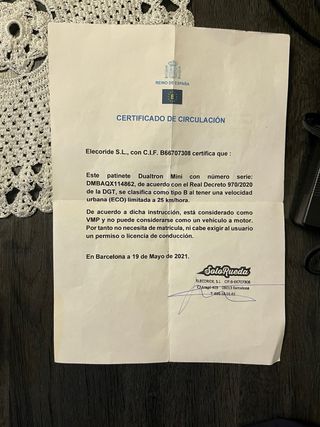 REINO DE ESPAÑA
E
CERTIFICADO DE CIRCULACIÓN
Elecoride S.L., con C.I.F. B66707308 certifica que :
Este patinete Dualtron Mini con número serie:
DMBAQX114862, de acuerdo con el Real Decreto 970/2020
de la DGT, se clasifica como tipo B al tener una velocidad
urbana (ECO) limitada a 25 km/hora.
De acuerdo a dicha instrucción, está considerado como
VMP y no puede considerarse como un vehículo a motor.
Por tanto no necesita de matrícula, ni cabe exigir al usuario
un permiso o licencia de conducción.
En Barcelona a 19 de Mayo de 2021.
SoloRueda
ELECORIDE, S.L. CIF:B-66707308
Barcelona